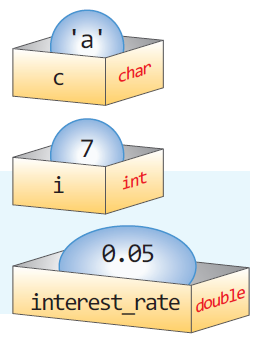 'a'
c char
7
i int
0.05
interest_rate double